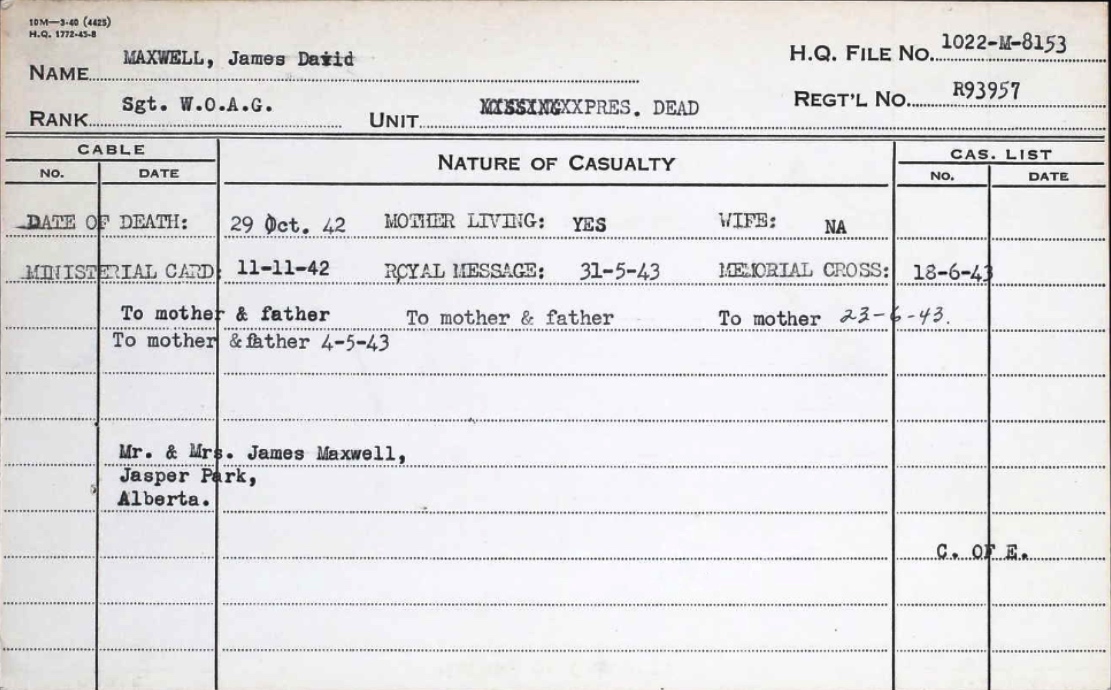 10M—3-40 (4425)
H.Q. 1772-45-8
NAME MAXWELL, James David H.Q. FILE NO. 1022-M-8153
RANK Sgt. W.O.A.G. UNIT MISSINGXXPRES. DEAD REGT'L NO. R93957
CABLE NATURE OF CASUALTY CAS. LIST
NO. DATE NO. DATE
DATE OF DEATH: 29 Oct. 42 MOTHER LIVING: YES WIFE: NA
MINISTERIAL CARD: 11-11-42 ROYAL MESSAGE: 31-5-43 MEMORIAL CROSS: 18-6-43
To mother & father To mother & father To mother 23-6-43.
To mother &father 4-5-43
Mr. & Mrs. James Maxwell,
Jasper Park,
Alberta.
C. OF E.